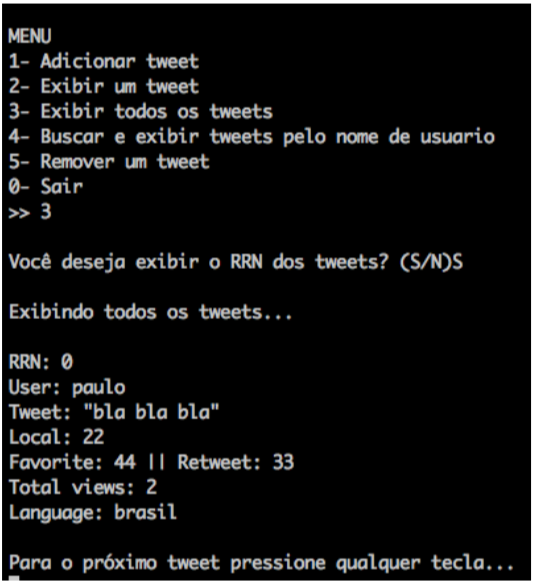 MENU
1- Adicionar tweet
2- Exibir um tweet
3- Exibir todos os tweets
4- Buscar e exibir tweets pelo nome de usuario
5- Remover um tweet
0- Sair
>> 3
Você deseja exibir o RRN dos tweets? (S/N)S
Exibindo todos os tweets...
RRN: 0
User: paulo
Tweet: "bla bla bla"
Local: 22
Favorite: 44 || Retweet: 33
Total views: 2
Language: brasil
Para o próximo tweet pressione qualquer tecla...